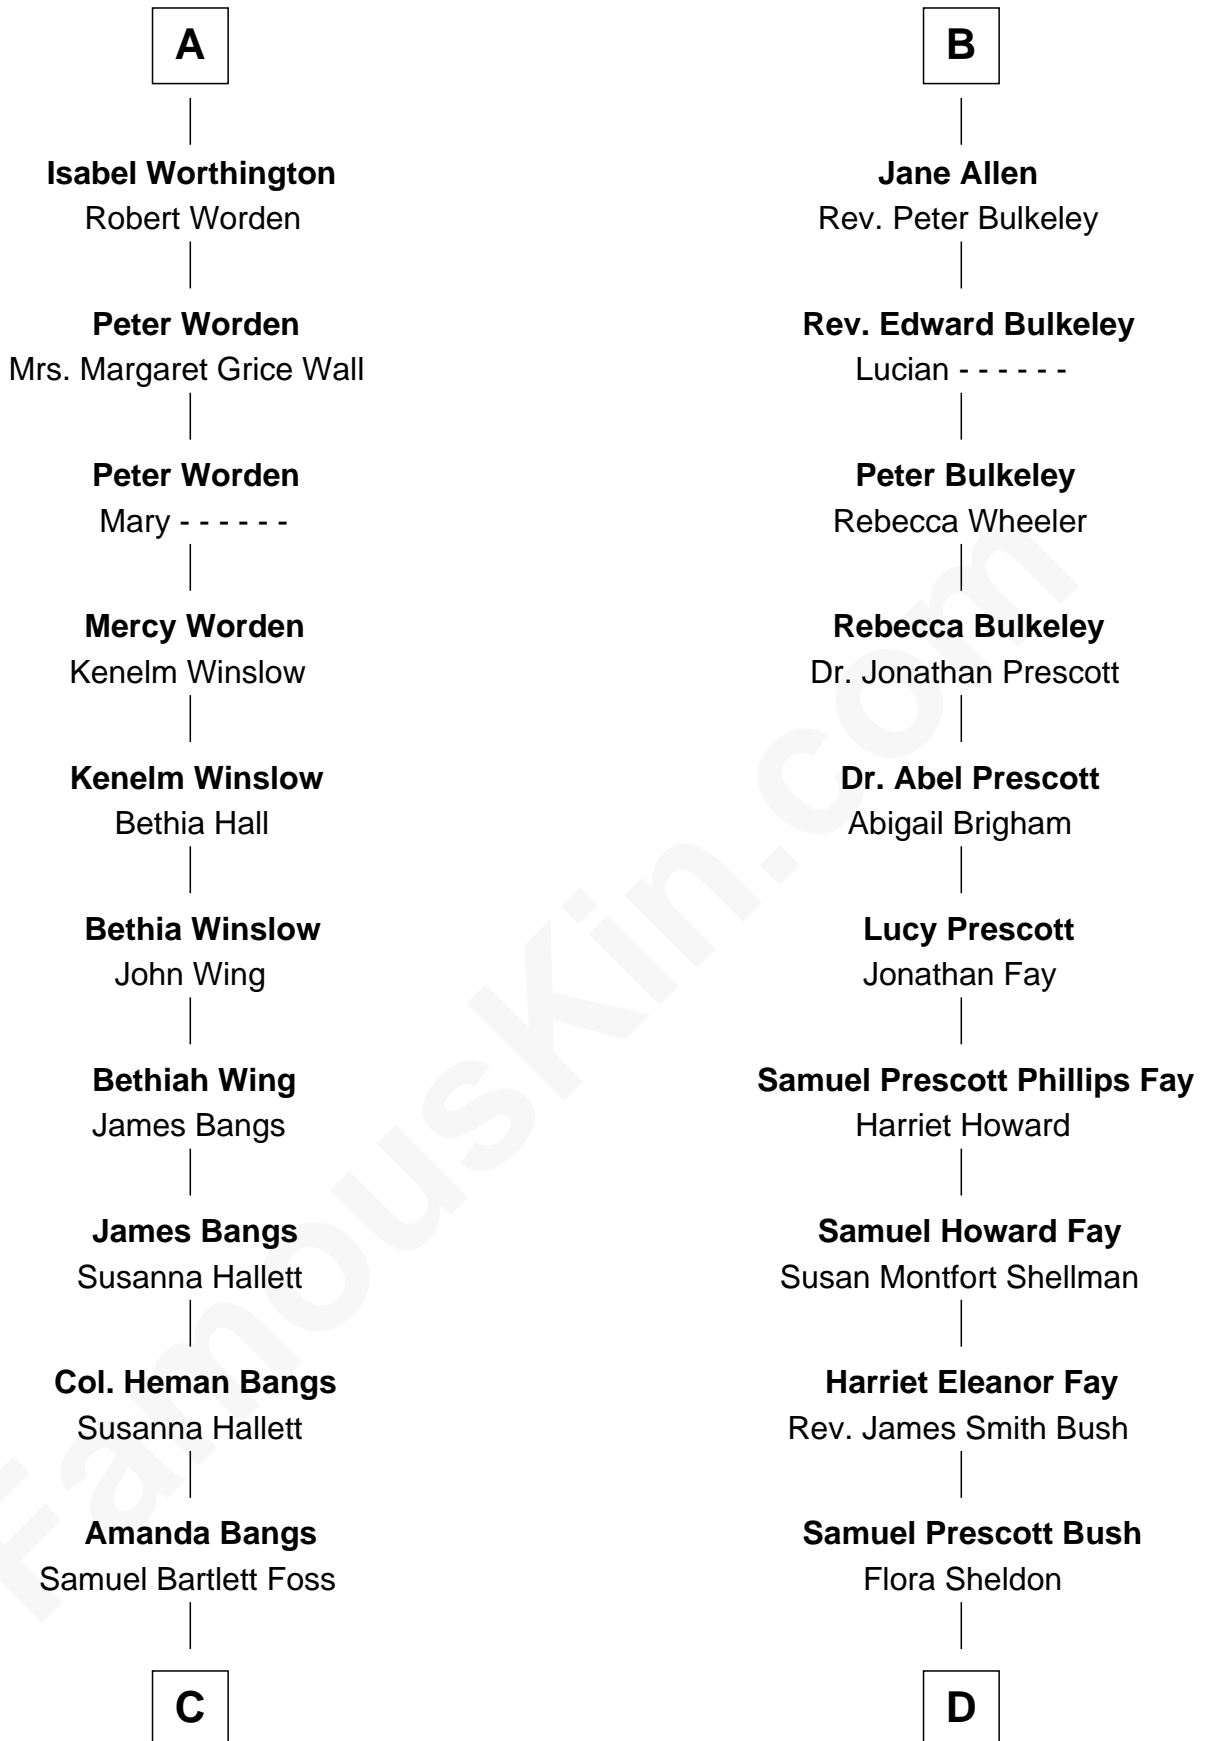 A
Isabel Worthington
Robert Worden
Peter Worden
Mrs. Margaret Grice Wall
Peter Worden
Mary - - - - - -
Mercy Worden
Kenelm Winslow
Kenelm Winslow
Bethia Hall
Bethia Winslow
John Wing
Bethiah Wing
James Bangs
James Bangs
Susanna Hallett
Col. Heman Bangs
Susanna Hallett
Amanda Bangs
Samuel Bartlett Foss
C
B
Jane Allen
Rev. Peter Bulkeley
Rev. Edward Bulkeley
Lucian - - - - - -
Peter Bulkeley
Rebecca Wheeler
Rebecca Bulkeley
Dr. Jonathan Prescott
Dr. Abel Prescott
Abigail Brigham
Lucy Prescott
Jonathan Fay
Samuel Prescott Phillips Fay
Harriet Howard
Samuel Howard Fay
Susan Montfort Shellman
Harriet Eleanor Fay
Rev. James Smith Bush
Samuel Prescott Bush
Flora Sheldon
D
FamousKin.com